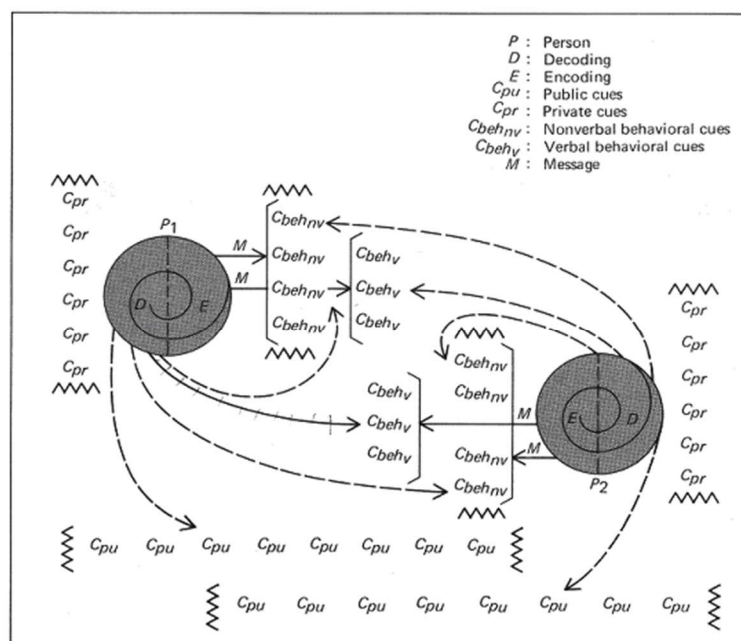 P : Person
D : Decoding
E : Encoding
Cpu : Public cues
Cpr : Private cues
Cbehnv : Nonverbal behavioral cues
Cbehv : Verbal behavioral cues
M : Message
Cpr
Cpr
Cpr
Cpr
Cpr
Cpr
P1
D E
M
M
Cbehnv
Cbehnv
Cbehnv
Cbehnv
Cbehv
Cbehv
Cbehv
Cbehv
Cbehv
Cbehv
Cbehnv
Cbehnv
Cbehnv
Cbehnv
M
M
E D
P2
Cpr
Cpr
Cpr
Cpr
Cpr
Cpr
Cpu Cpu Cpu Cpu Cpu Cpu Cpu Cpu
Cpu Cpu Cpu Cpu Cpu Cpu Cpu Cpu